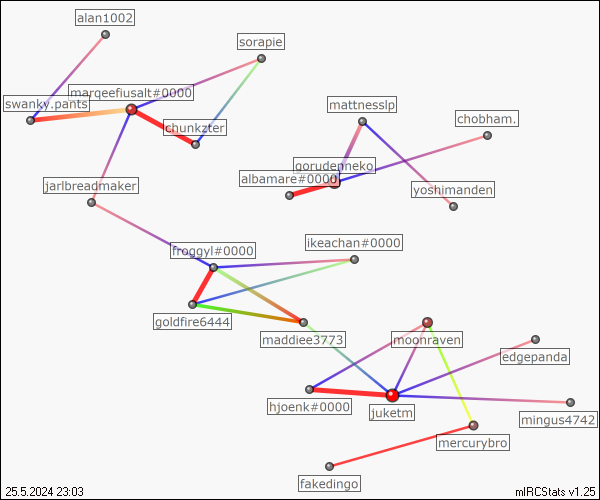 alan1002
sorapie
marqeefiusalt#0000
swanky.pants
mattnesslp
chobham.
chunkzter
gorudenneko
albamare#0000
jarlbreadmaker
yoshimanden
ikeachan#0000
froggyl#0000
goldfire6444
maddiee3773
moonraven
edgepanda
hjoenk#0000
juketm
mingus4742
mercurybro
fakedingo
25.5.2024 23:03
mIRCStats v1.25